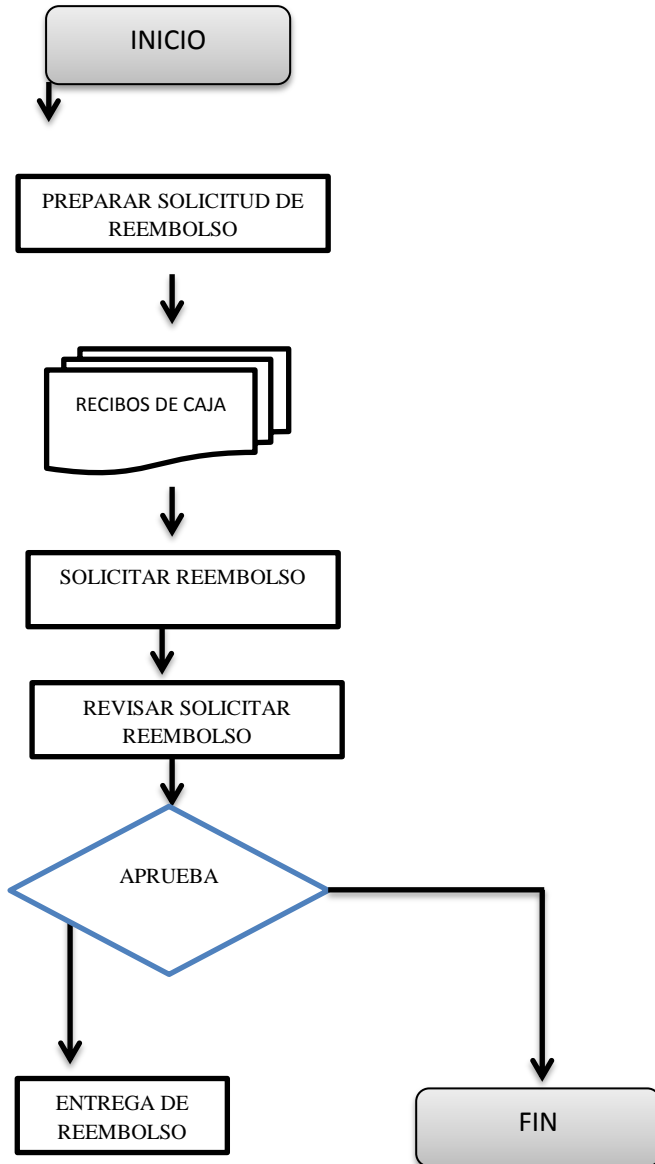 INICIO
PREPARAR SOLICITUD DE
REEMBOLSO
RECIBOS DE CAJA
SOLICITAR REEMBOLSO
REVISAR SOLICITAR
REEMBOLSO
APRUEBA
ENTREGA DE
REEMBOLSO
FIN